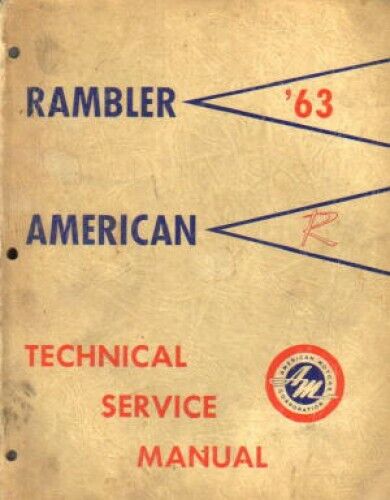 RAMBLER '63
AMERICAN R
TECHNICAL
SERVICE
MANUAL
AMERICAN MOTORS
AM
CORPORATION